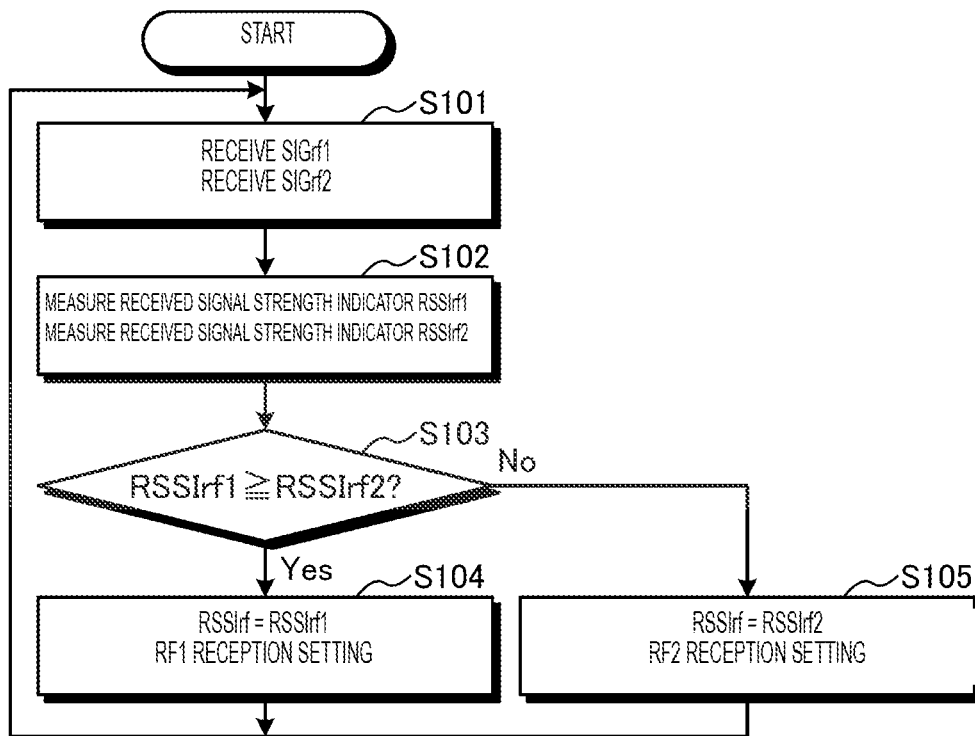 START
S101
RECEIVE SIGrf1
RECEIVE SIGrf2
S102
MEASURE RECEIVED SIGNAL STRENGTH INDICATOR RSSIrf1
MEASURE RECEIVED SIGNAL STRENGTH INDICATOR RSSIrf2
S103
RSSIrf1 ≧ RSSIrf2?
No
Yes
S104
RSSIrf = RSSIrf1
RF1 RECEPTION SETTING
S105
RSSIrf = RSSIrf2
RF2 RECEPTION SETTING